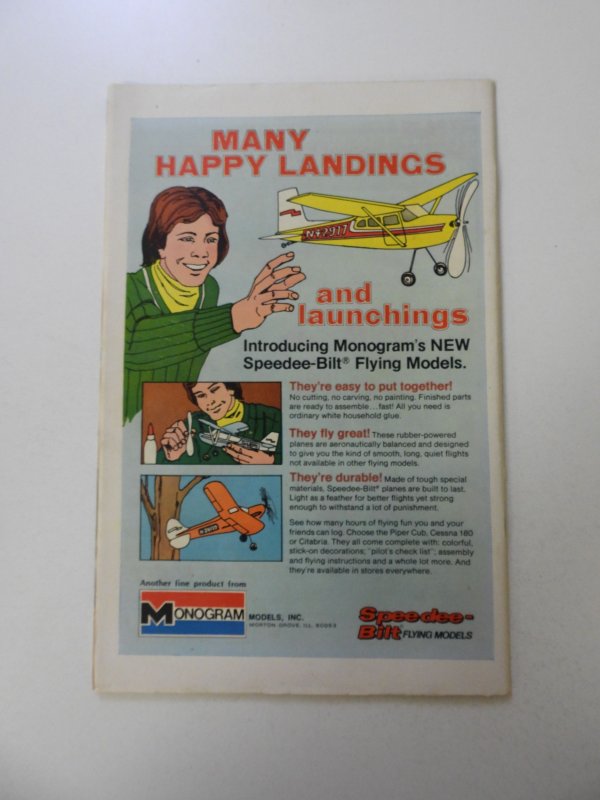 MANY
HAPPY LANDINGS
N42977
and
launchings
Introducing Monogram's NEW
Speedee-Bilt® Flying Models.
They're easy to put together!
No cutting, no carving, no painting. Finished parts
are ready to assemble...fast! All you need is
ordinary white household glue.
They fly great! These rubber-powered
planes are aeronautically balanced and designed
to give you the kind of smooth, long, quiet flights
not available in other flying models.
They're durable! Made of tough special
materials, Speedee-Bilt® planes are built to last.
Light as a feather for better flights yet strong
enough to withstand a lot of punishment.
See how many hours of flying fun you and your
friends can log. Choose the Piper Cub, Cessna 180
or Citabria. They all come complete with: colorful,
stick-on decorations; "pilot's check list"; assembly
and flying instructions and a whole lot more. And
they're available in stores everywhere.
Another fine product from
MONOGRAM MODELS, INC.
MORTON GROVE, ILL. 60053
Speedee-
Bilt® FLYING MODELS